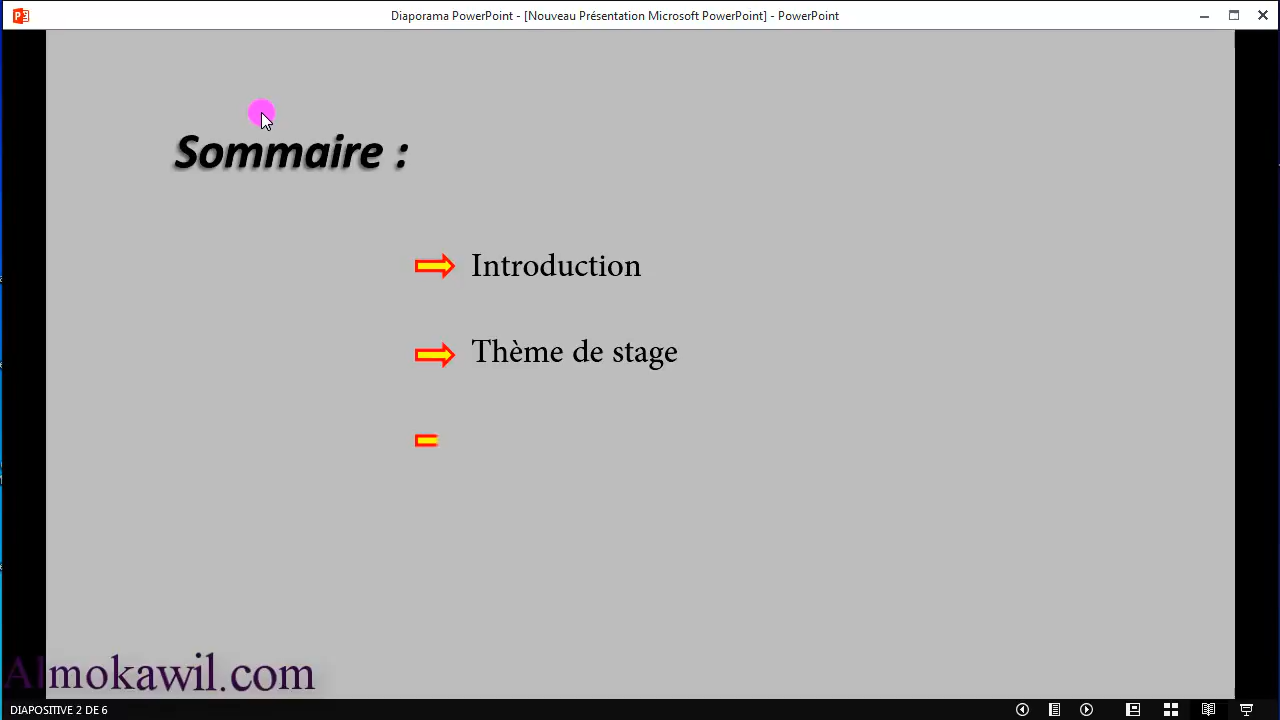 Diaporama PowerPoint - [Nouveau Présentation Microsoft PowerPoint] - PowerPoint
Sommaire :
Introduction
Thème de stage
Almokawil.com
DIAPOSITIVE 2 DE 6